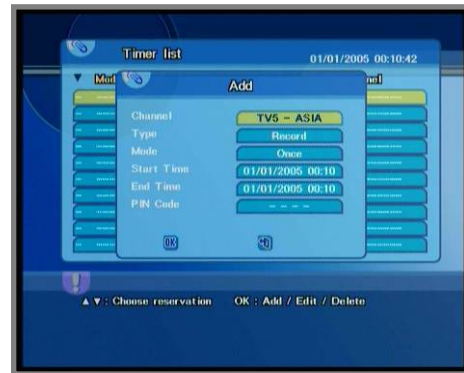 Timer list
01/01/2005 00:10:42
Add
Channel TV5 - ASIA
Type Record
Mode Once
Start Time 01/01/2005 00:10
End Time 01/01/2005 00:10
PIN Code - - - -
OK
▲ ▼ : Choose reservation OK : Add / Edit / Delete